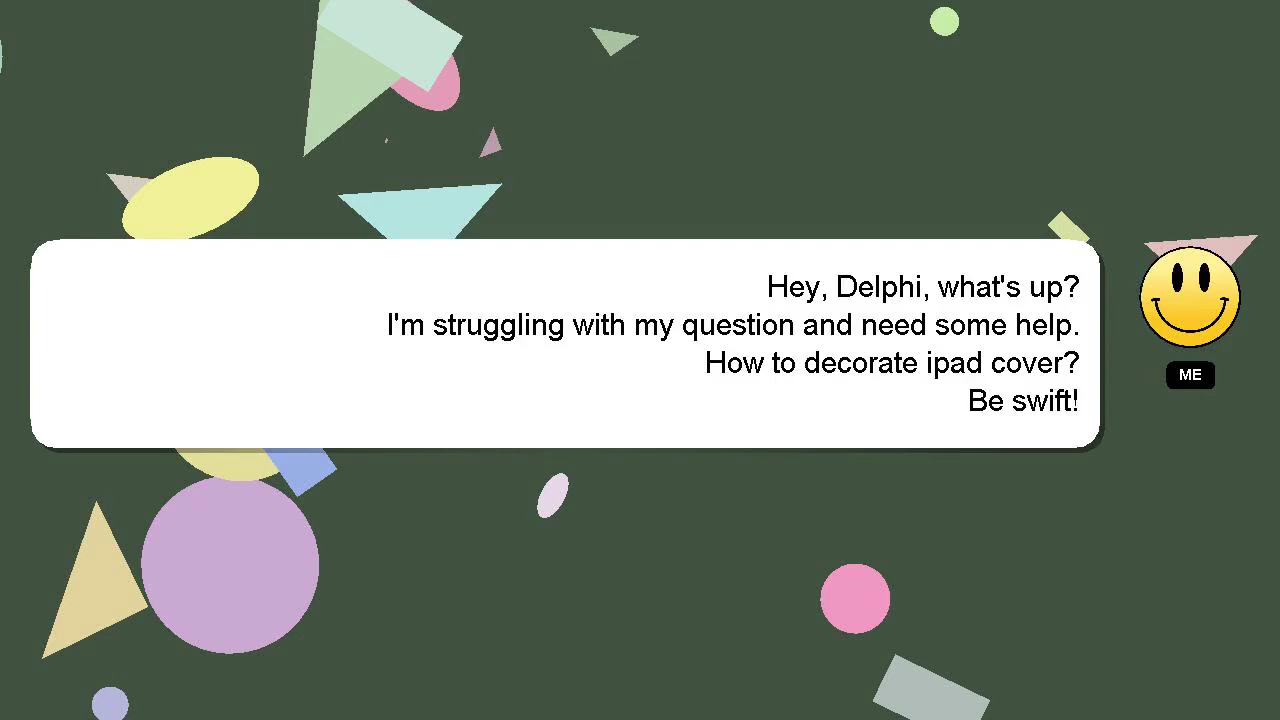 Hey, Delphi, what's up?
I'm struggling with my question and need some help.
How to decorate ipad cover?
Be swift!
ME